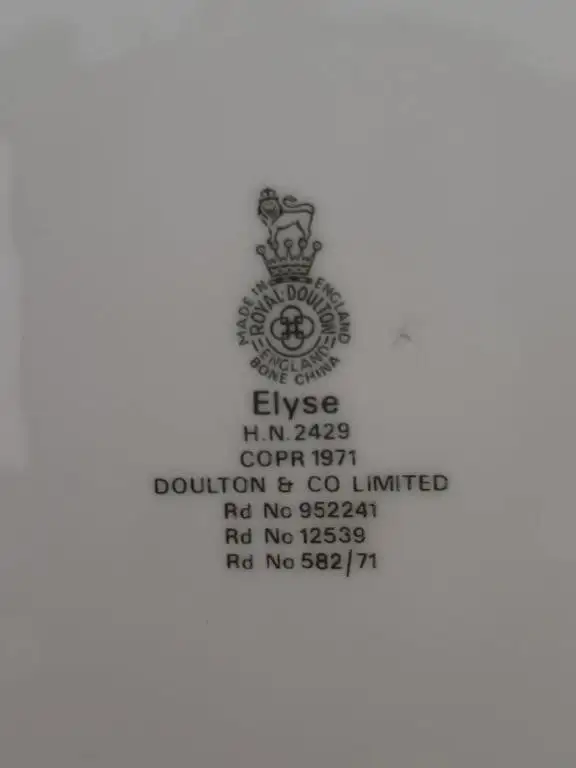 MADE IN ENGLAND
ROYAL DOULTON
ENGLAND
BONE CHINA
Elyse
H.N. 2429
COPR 1971
DOULTON & CO LIMITED
Rd No 952241
Rd No 12539
Rd No 582/71